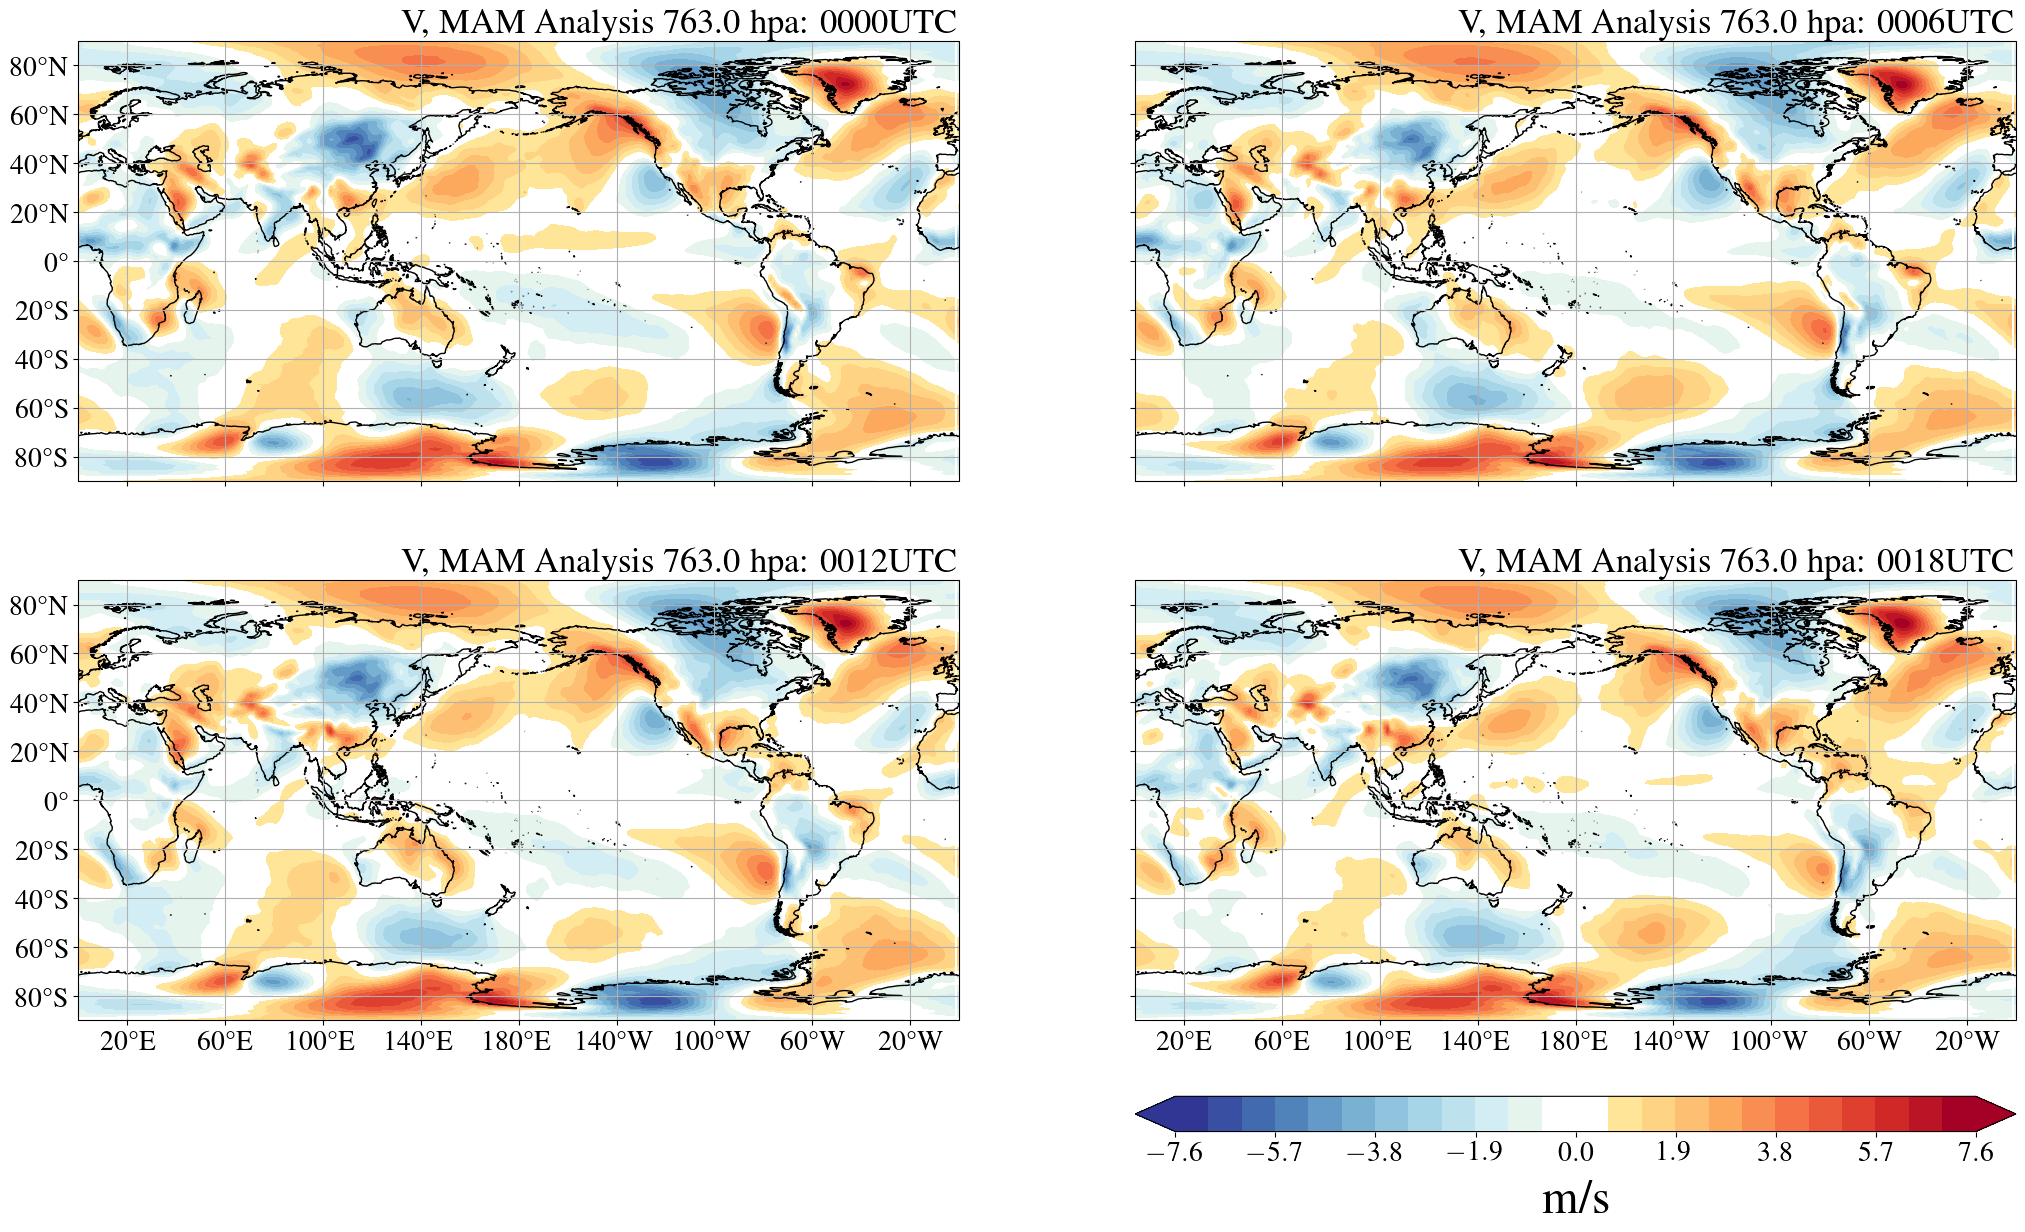 V, MAM Analysis 763.0 hpa: 0000UTC
V, MAM Analysis 763.0 hpa: 0006UTC
80°N
60°N
40°N
20°N
0°
20°S
40°S
60°S
80°S
V, MAM Analysis 763.0 hpa: 0012UTC
V, MAM Analysis 763.0 hpa: 0018UTC
80°N
60°N
40°N
20°N
0°
20°S
40°S
60°S
80°S
20°E 60°E 100°E 140°E 180°E 140°W 100°W 60°W 20°W
20°E 60°E 100°E 140°E 180°E 140°W 100°W 60°W 20°W
−7.6 −5.7 −3.8 −1.9 0.0 1.9 3.8 5.7 7.6
m/s